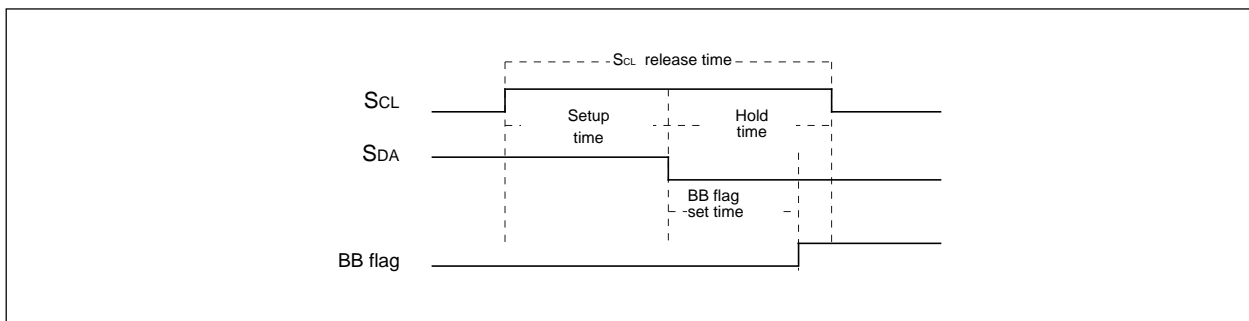 SCL release time
SCL
Setup
time
Hold
time
SDA
BB flag
set time
BB flag